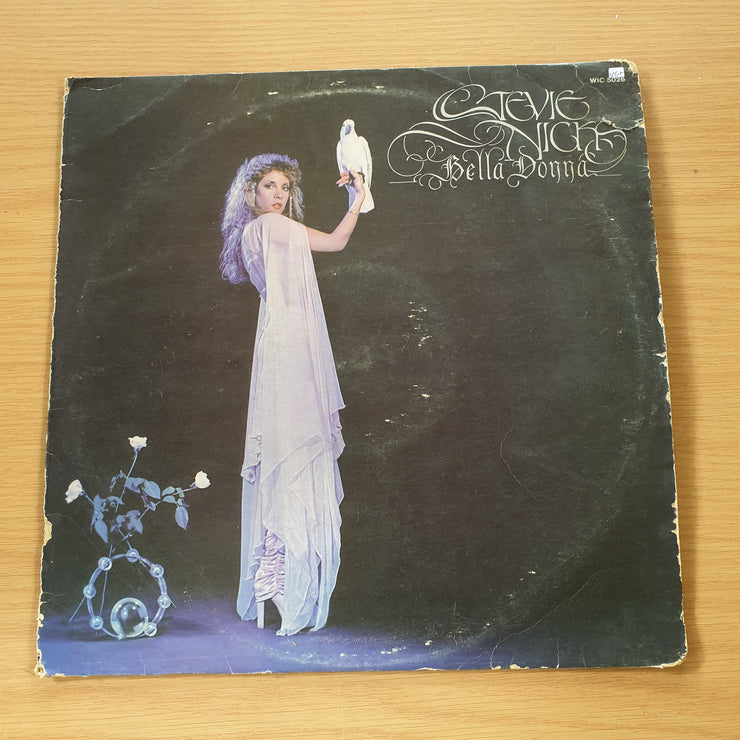 WIC 5026
STEVIE
NICKS
Bella Donna